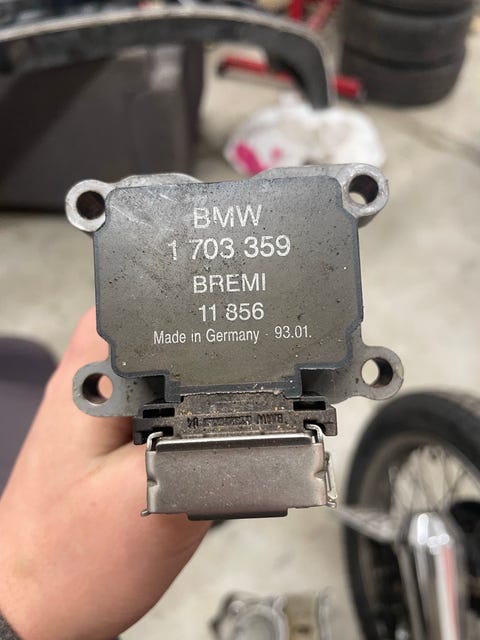 BMW
1 703 359
BREMI
11 856
Made in Germany - 93.01.